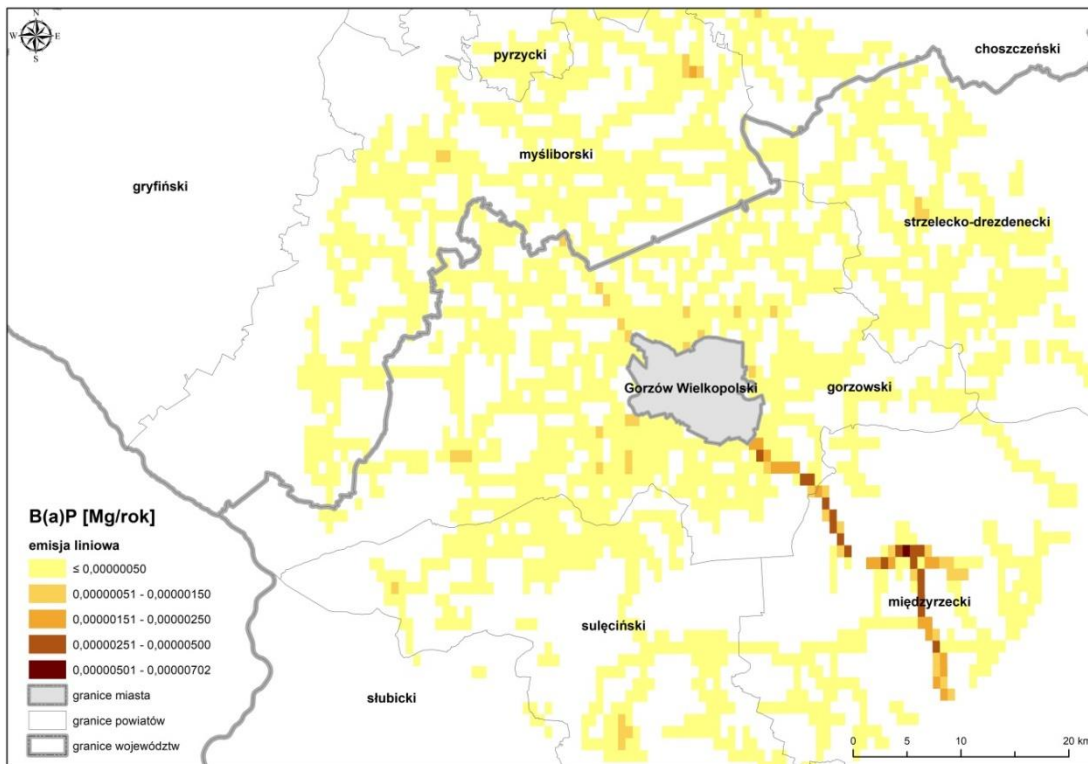 N
W E
S
pyrzycki
choszczeński
myśliborski
gryfiński
strzelecko-drezdenecki
Gorzów Wielkopolski
gorzowski
B(a)P [Mg/rok]
emisja liniowa
≤ 0,00000050
0,00000051 - 0,00000150
0,00000151 - 0,00000250
0,00000251 - 0,00000500
0,00000501 - 0,00000702
granice miasta
granice powiatów
granice województw
międzyrzecki
sulęciński
słubicki
0 5 10 20 km